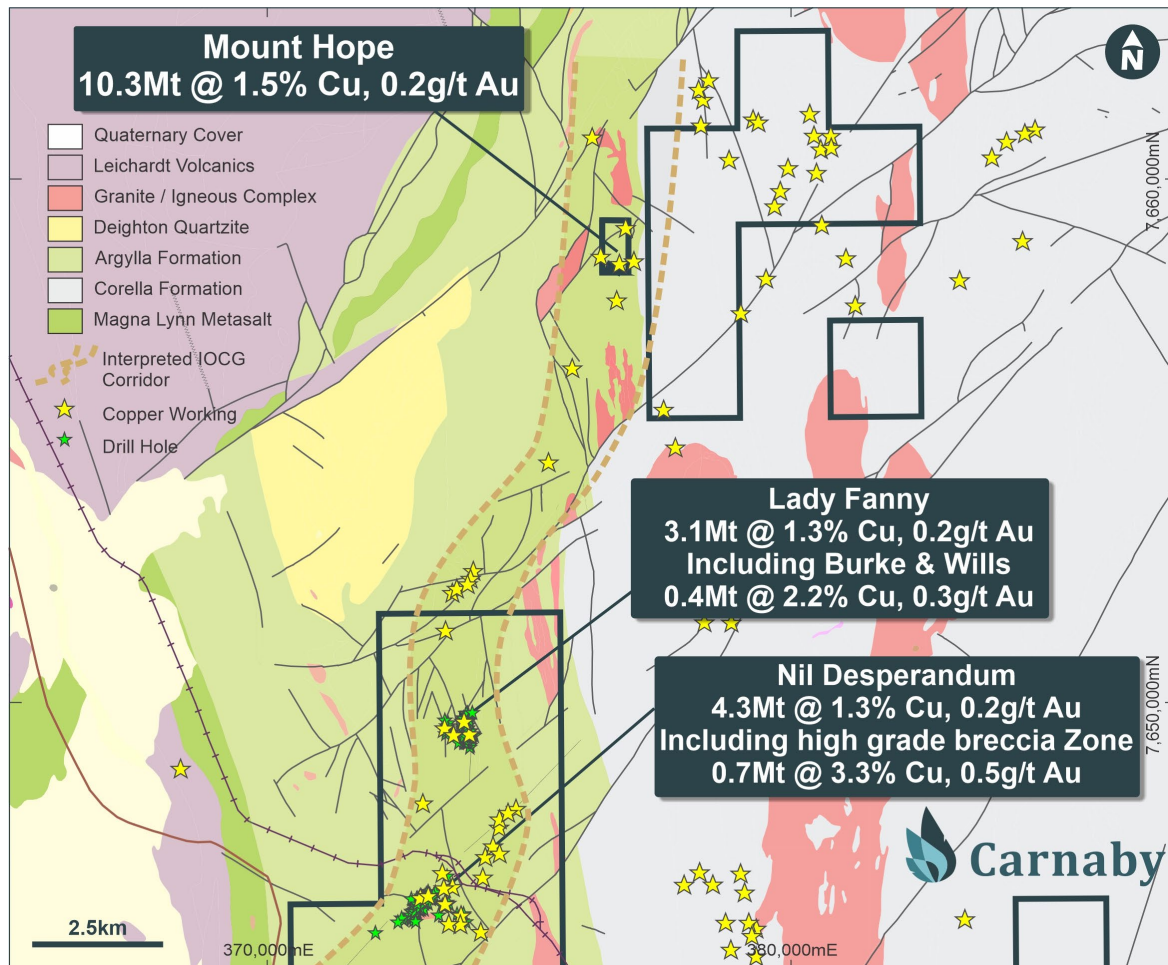 Mount Hope
10.3Mt @ 1.5% Cu, 0.2g/t Au
N
Quaternary Cover
Leichardt Volcanics
Granite / Igneous Complex
Deighton Quartzite
Argylla Formation
Corella Formation
Magna Lynn Metasalt
Interpreted IOCG
Corridor
Copper Working
Drill Hole
7,660,000mN
Lady Fanny
3.1Mt @ 1.3% Cu, 0.2g/t Au
Including Burke & Wills
0.4Mt @ 2.2% Cu, 0.3g/t Au
7,650,000mN
Nil Desperandum
4.3Mt @ 1.3% Cu, 0.2g/t Au
Including high grade breccia Zone
0.7Mt @ 3.3% Cu, 0.5g/t Au
Carnaby
2.5km
370,000mE
380,000mE